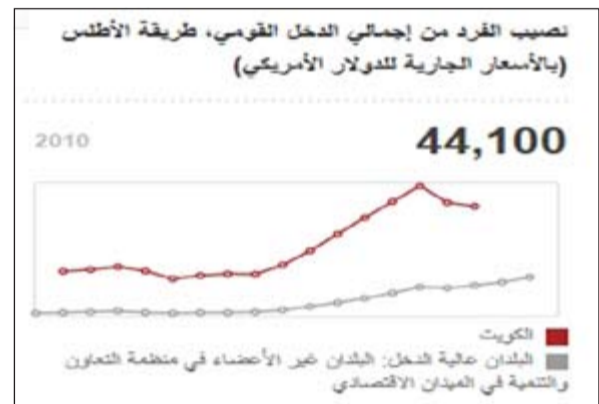 نصيب الفرد من إجمالي الدخل القومي، طريقة الأطلس
(بالأسعار الجارية للدولار الأمريكي)
44,100
2010
الكويت
البلدان عالية الدخل: البلدان غير الأعضاء في منظمة التعاون
والتنمية في الميدان الاقتصادي